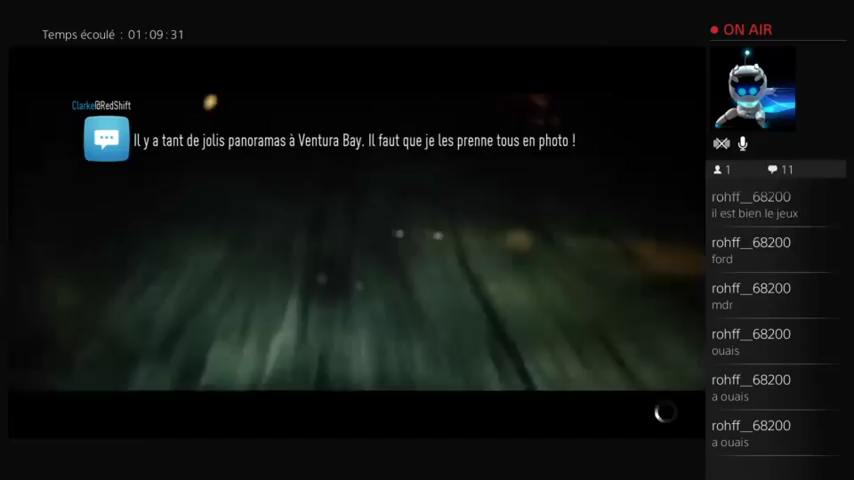 Temps écoulé : 01:09:31
ON AIR
Clarke@RedShift
Il y a tant de jolis panoramas à Ventura Bay. Il faut que je les prenne tous en photo !
1 11
rohff__68200
il est bien le jeux
rohff__68200
ford
rohff__68200
mdr
rohff__68200
ouais
rohff__68200
a ouais
rohff__68200
a ouais